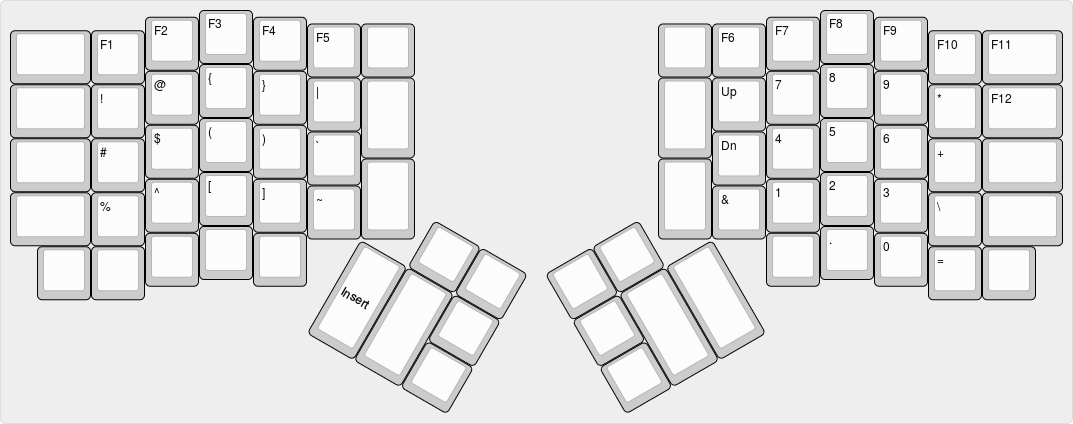 F1 F2 F3 F4 F5
! @ { } |
# $ ( ) `
% ^ [ ] ~
Insert
F6 F7 F8 F9 F10 F11
Up 7 8 9 * F12
Dn 4 5 6 +
& 1 2 3 \
. 0 =